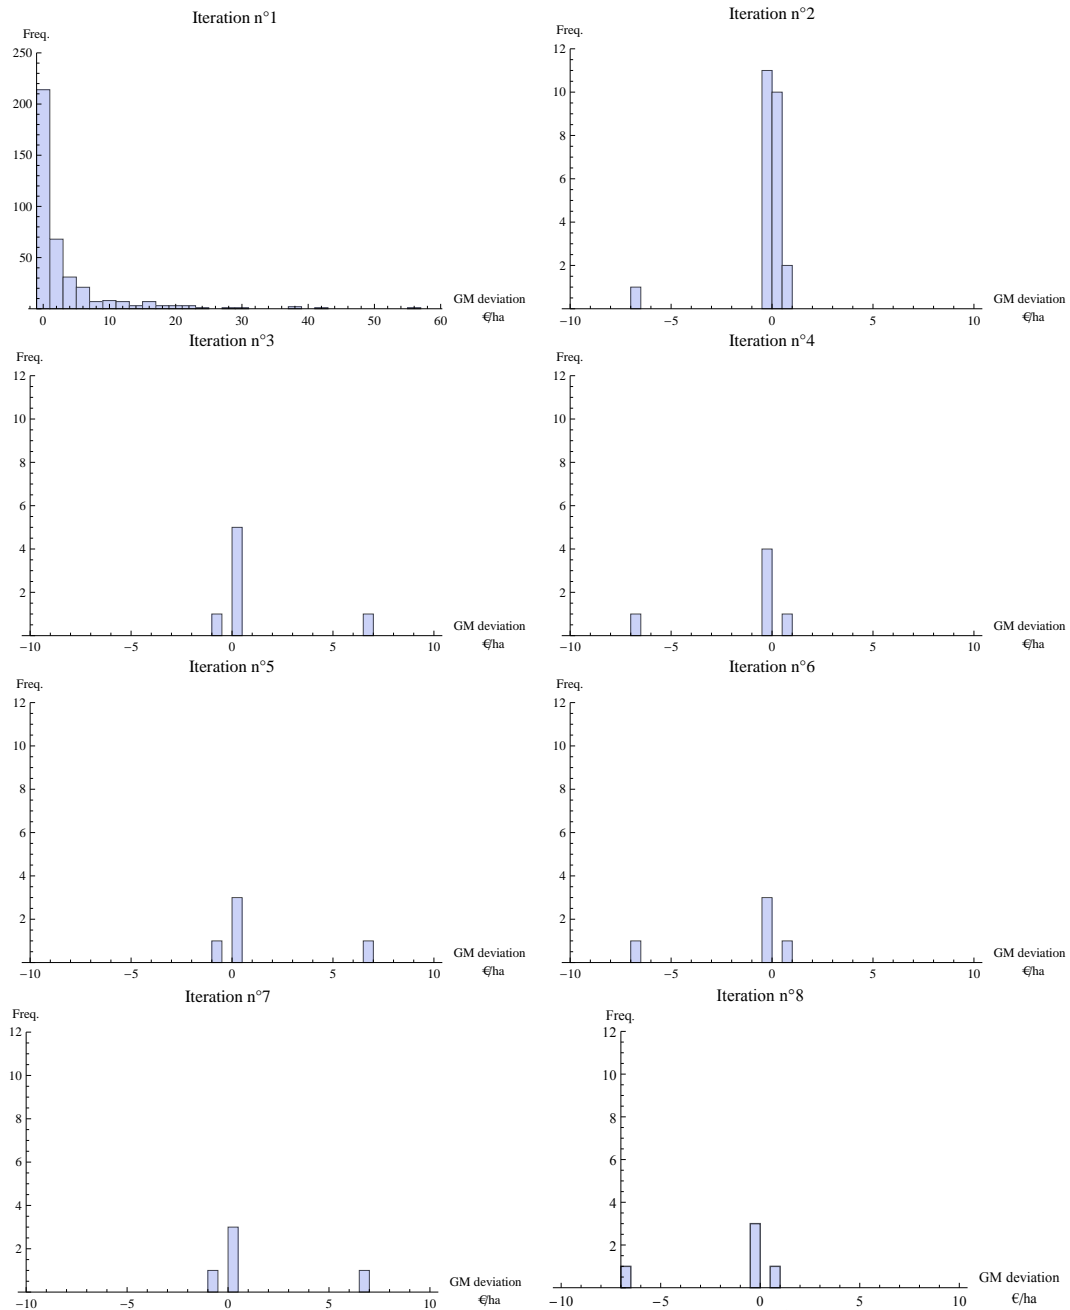 Iteration n°1
Freq.
250
200
150
100
50
0 10 20 30 40 50 60
GM deviation
€/ha
Iteration n°2
Freq.
12
10
8
6
4
2
−10 −5 0 5 10
GM deviation
€/ha
Iteration n°3
Freq.
12
10
8
6
4
2
−10 −5 0 5 10
GM deviation
€/ha
Iteration n°4
Freq.
12
10
8
6
4
2
−10 −5 0 5 10
GM deviation
€/ha
Iteration n°5
Freq.
12
10
8
6
4
2
−10 −5 0 5 10
GM deviation
€/ha
Iteration n°6
Freq.
12
10
8
6
4
2
−10 −5 0 5 10
GM deviation
€/ha
Iteration n°7
Freq.
12
10
8
6
4
2
−10 −5 0 5 10
GM deviation
€/ha
Iteration n°8
Freq.
12
10
8
6
4
2
−10 −5 0 5 10
GM deviation
€/ha